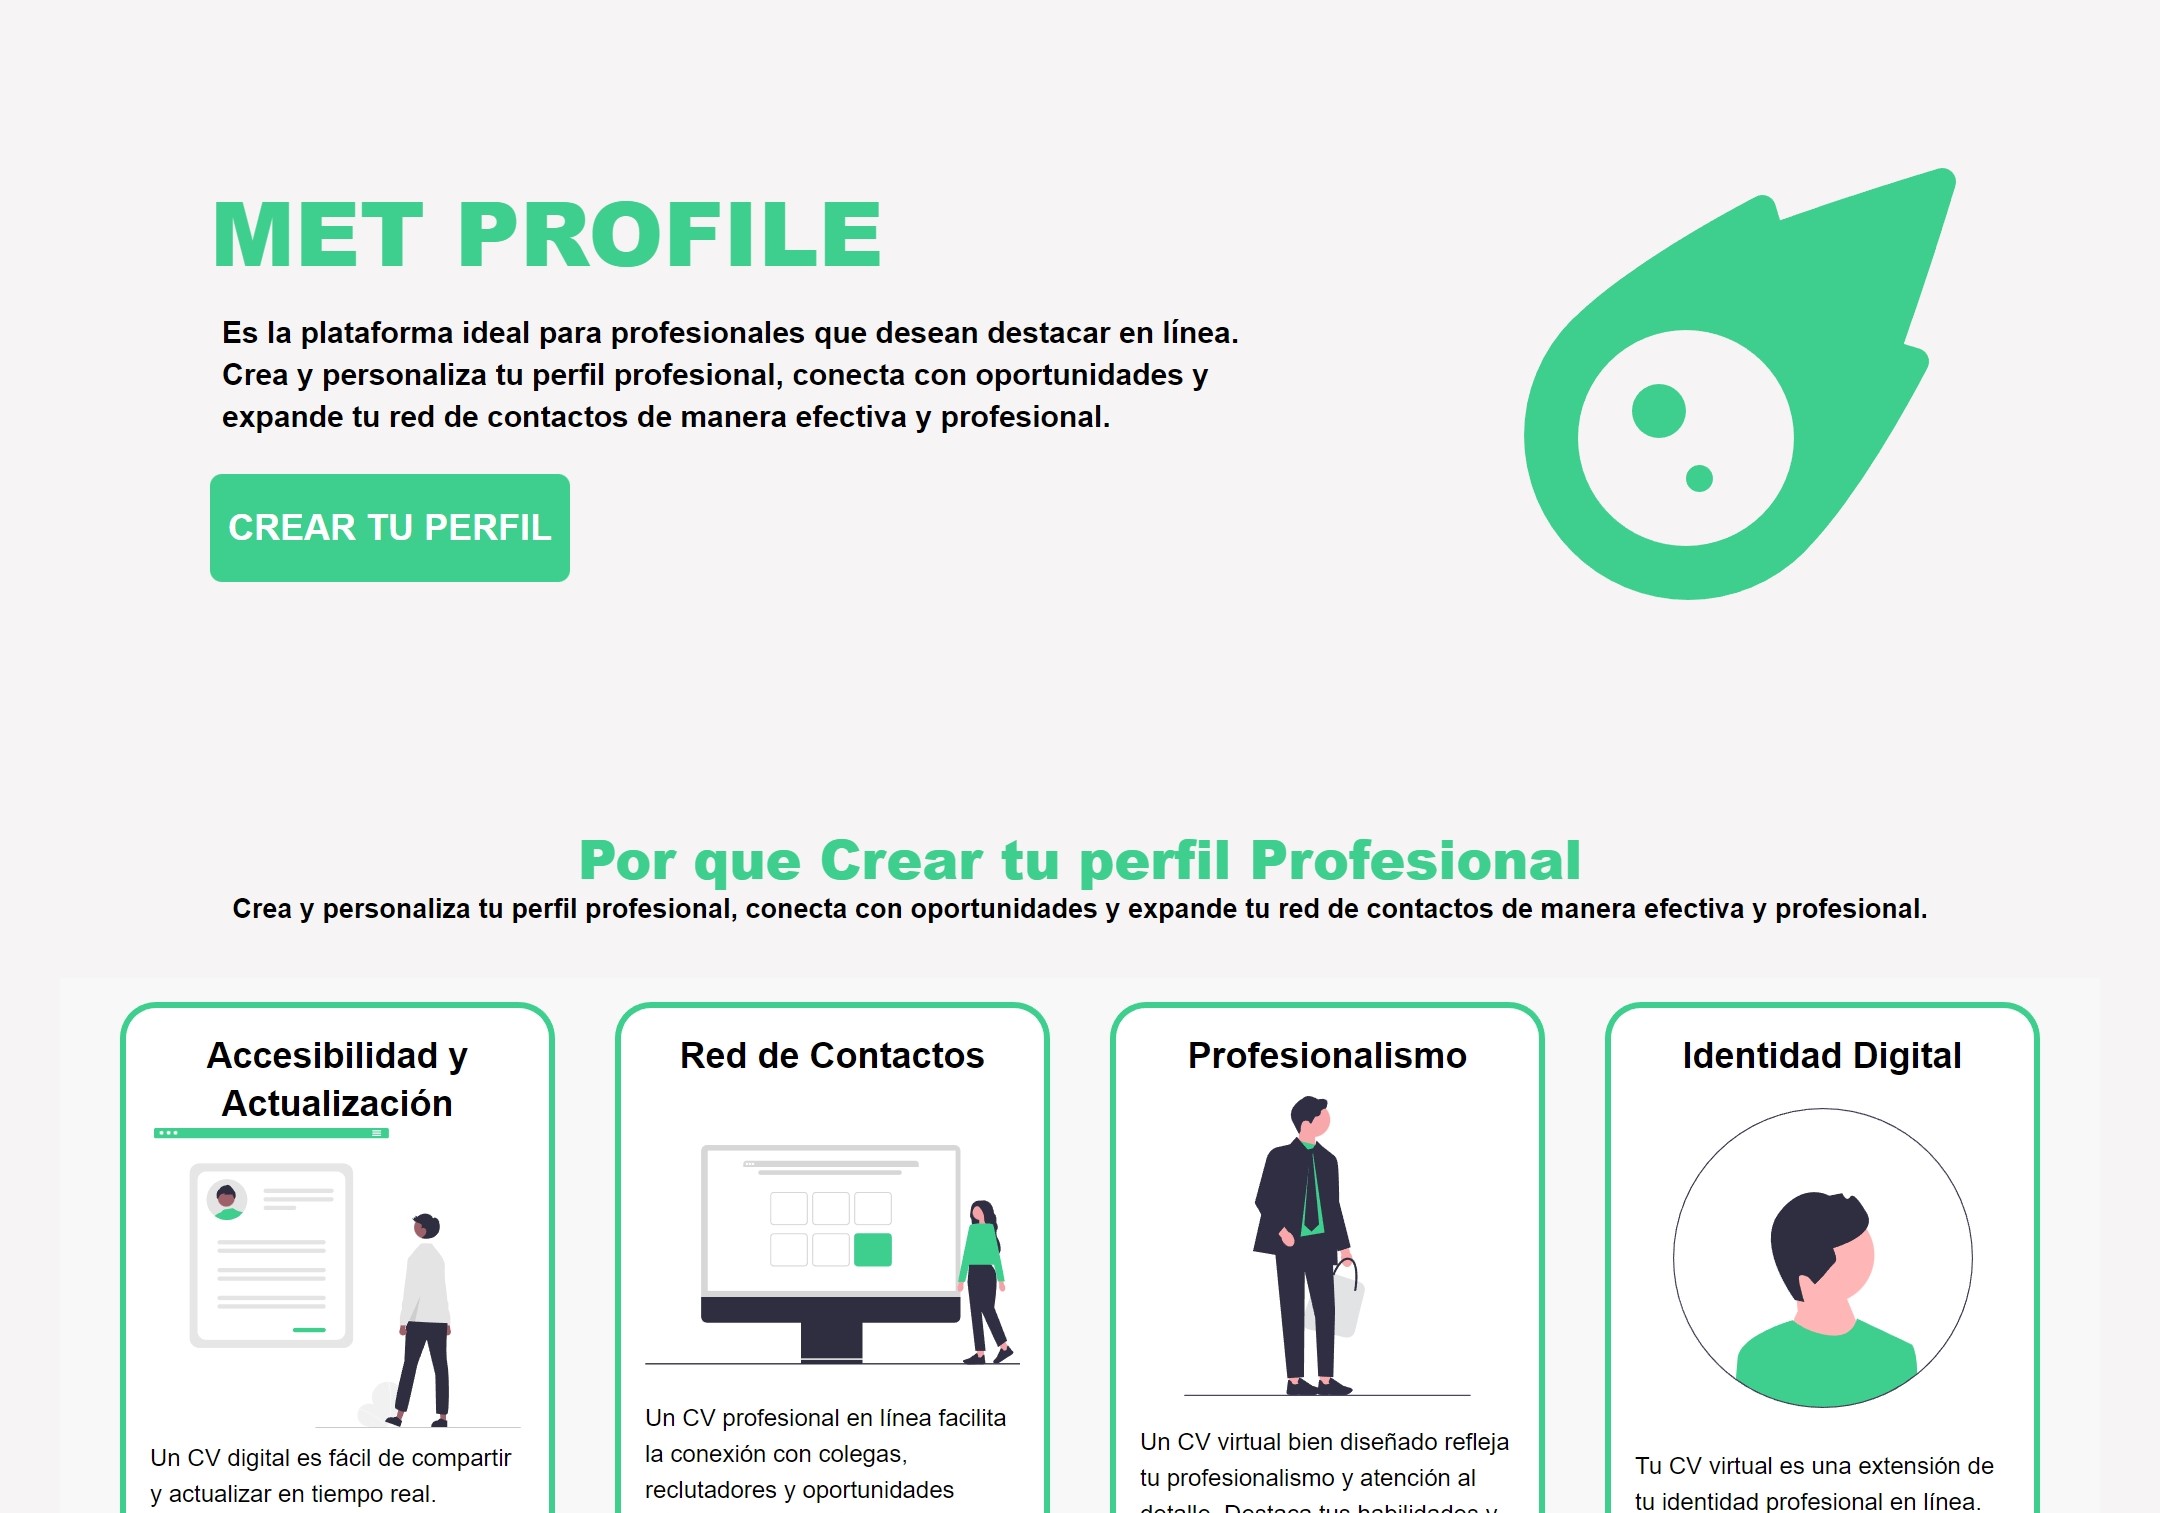 MET PROFILE
Es la plataforma ideal para profesionales que desean destacar en línea.
Crea y personaliza tu perfil profesional, conecta con oportunidades y
expande tu red de contactos de manera efectiva y profesional.
CREAR TU PERFIL
Por que Crear tu perfil Profesional
Crea y personaliza tu perfil profesional, conecta con oportunidades y expande tu red de contactos de manera efectiva y profesional.
Accesibilidad y
Actualización
Un CV digital es fácil de compartir
y actualizar en tiempo real.
Red de Contactos
Un CV profesional en línea facilita
la conexión con colegas,
reclutadores y oportunidades
Profesionalismo
Un CV virtual bien diseñado refleja
tu profesionalismo y atención al
detalle. Destaca tus habilidades y
Identidad Digital
Tu CV virtual es una extensión de
tu identidad profesional en línea.